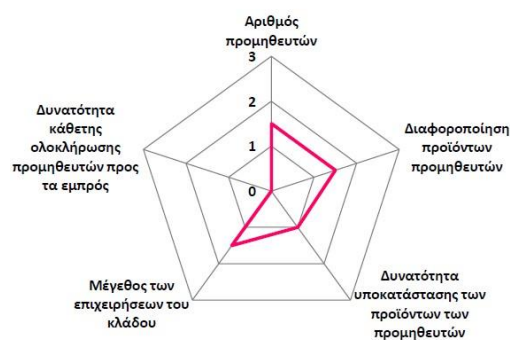 Αριθμός
προμηθευτών
3
2
1
0
Διαφοροποίηση
προϊόντων
προμηθευτών
Δυνατότητα
υποκατάστασης των
προϊόντων των
προμηθευτών
Μέγεθος των
επιχειρήσεων του
κλάδου
Δυνατότητα
κάθετης
ολοκλήρωσης
προμηθευτών προς
τα εμπρός